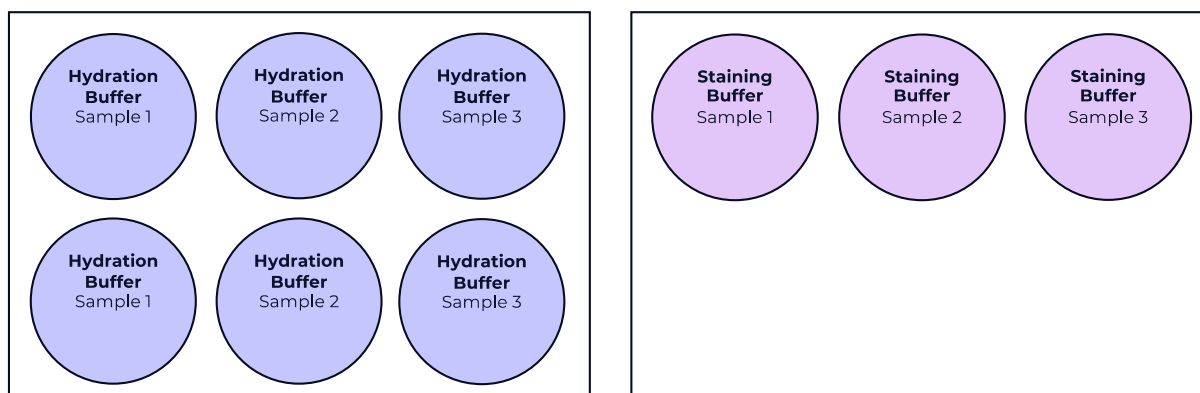 Hydration
Buffer
Sample 1
Hydration
Buffer
Sample 2
Hydration
Buffer
Sample 3
Staining
Buffer
Sample 1
Staining
Buffer
Sample 2
Staining
Buffer
Sample 3
Hydration
Buffer
Sample 1
Hydration
Buffer
Sample 2
Hydration
Buffer
Sample 3